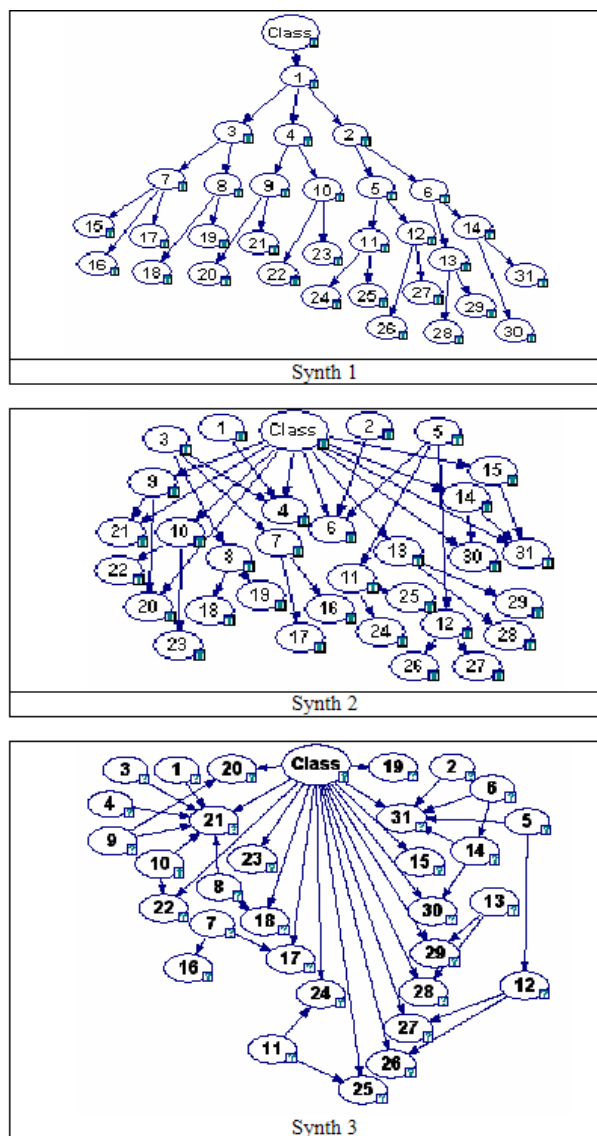 Class
1
3 4 2
7 8 9 10 5 6
15 17 19 21 23 11 12 14
16 18 20 22 24 25 27 13 31
26 28 29 30
Synth 1
3 1 Class 2 5
9 15
21 10 4 6 14
22 8 7 13 30 31
20 18 19 16 11 25 29
23 17 24 12 28
26 27
Synth 2
3 1 20 Class 19 2 6
4 21 31 5
9 10 23 15 14
22 8 18 30 13
7 17 29
16 24 28 12
11 27
25 26
Synth 3